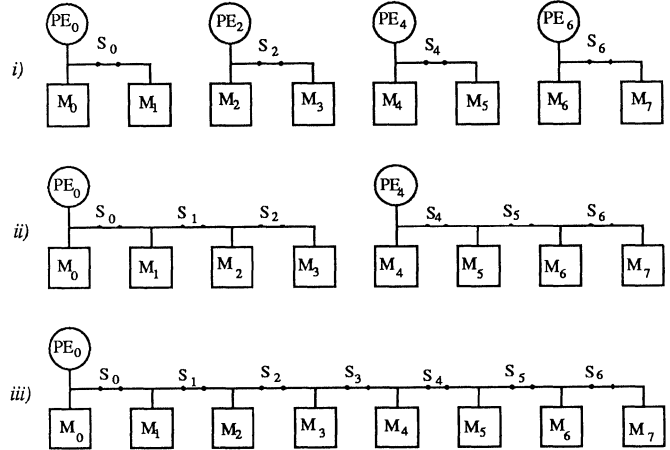 PE₀ PE₂ PE₄ PE₆
S₀ S₂ S₄ S₆
i)
M₀ M₁ M₂ M₃ M₄ M₅ M₆ M₇
PE₀ PE₄
S₀ S₁ S₂ S₄ S₅ S₆
ii)
M₀ M₁ M₂ M₃ M₄ M₅ M₆ M₇
PE₀
S₀ S₁ S₂ S₃ S₄ S₅ S₆
iii)
M₀ M₁ M₂ M₃ M₄ M₅ M₆ M₇